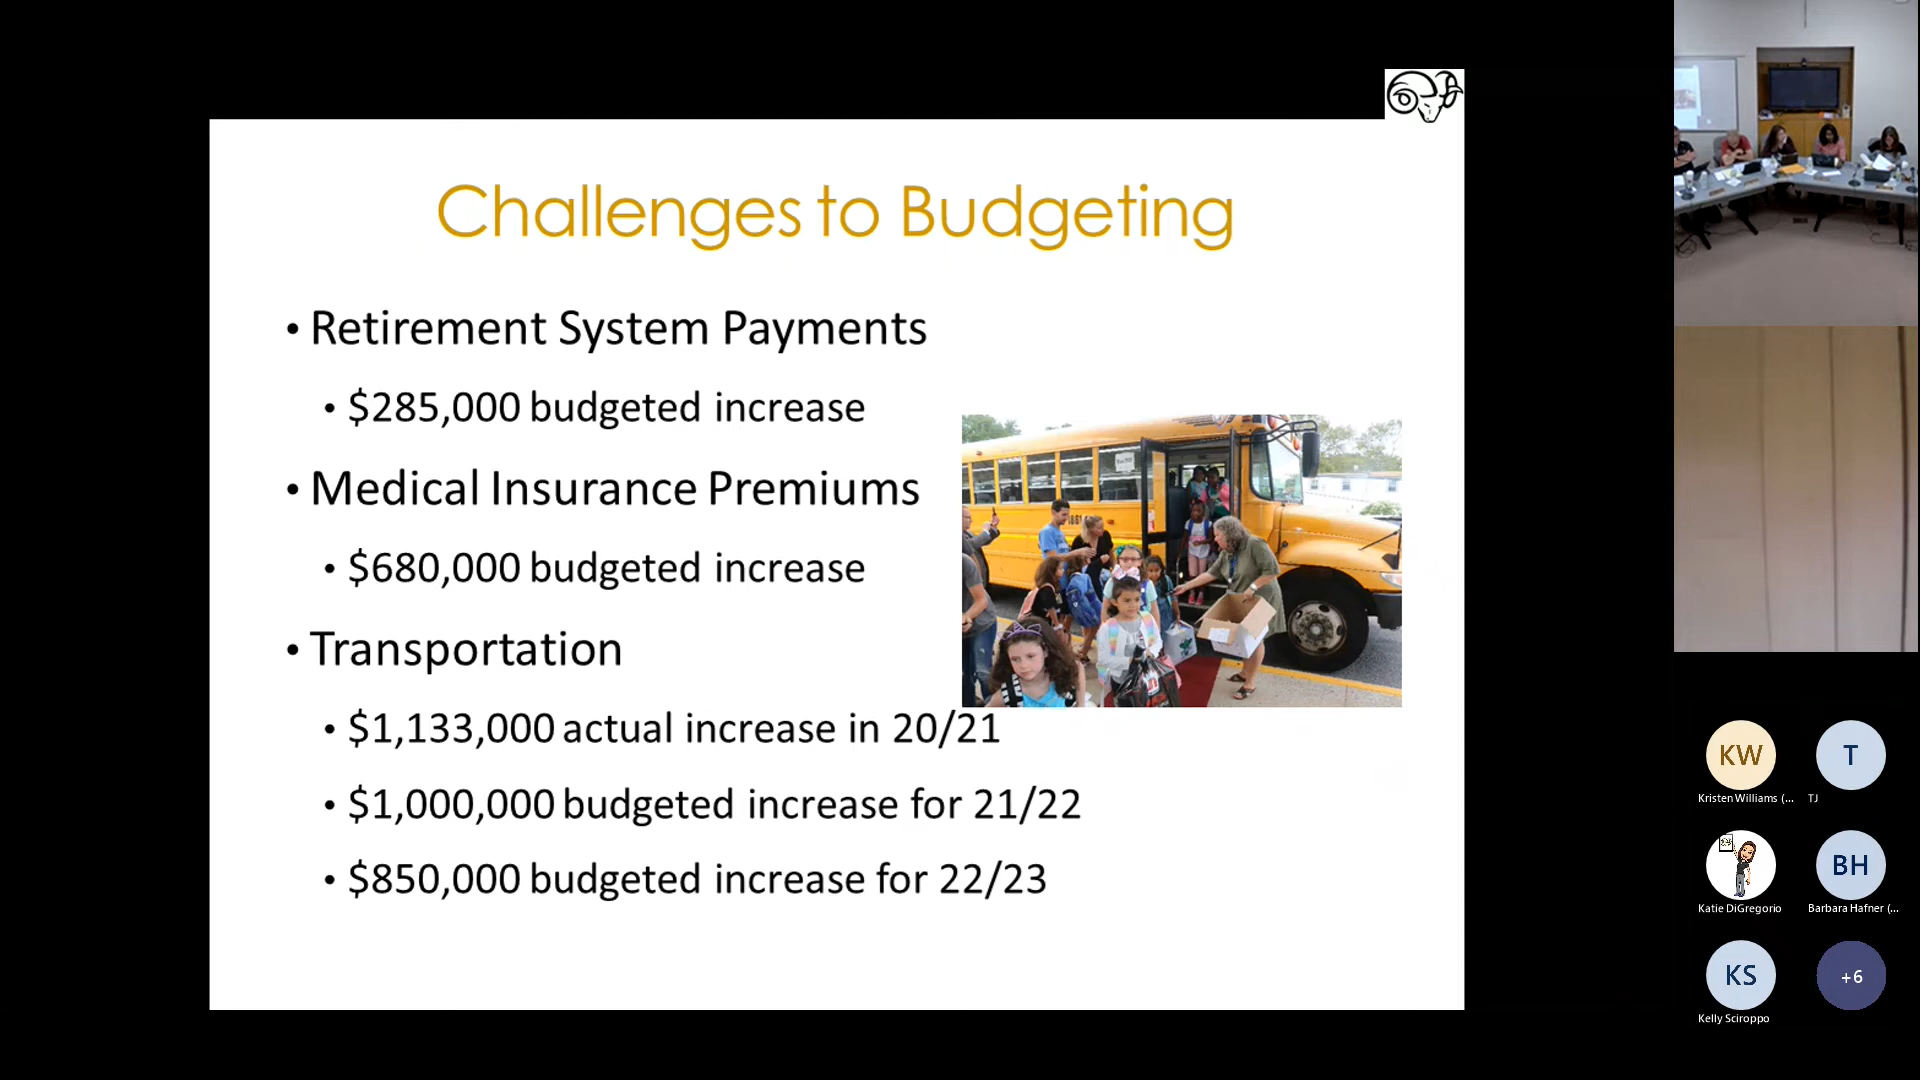 Challenges to Budgeting
• Retirement System Payments
• $285,000 budgeted increase
• Medical Insurance Premiums
• $680,000 budgeted increase
• Transportation
• $1,133,000 actual increase in 20/21
• $1,000,000 budgeted increase for 21/22
• $850,000 budgeted increase for 22/23
KW
Kristen Williams (...
T
TJ
Katie DiGregorio
BH
Barbara Hafner (...
KS
Kelly Sciroppo
+6